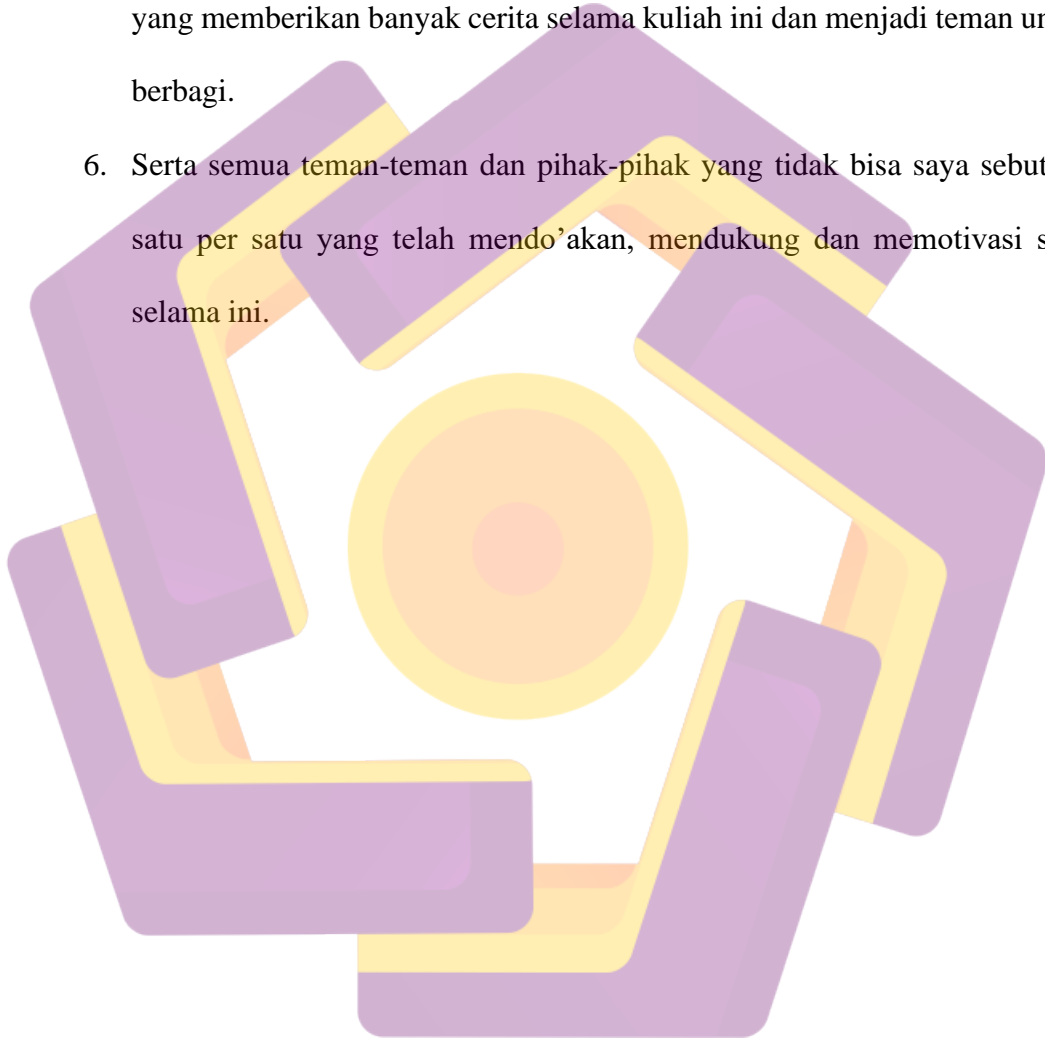 yang memberikan banyak cerita selama kuliah ini dan menjadi teman
berbagi.
6. Serta semua teman-teman dan pihak-pihak yang tidak bisa saya sebut
satu per satu yang telah mendo’akan, mendukung dan memotivasi
selama ini.